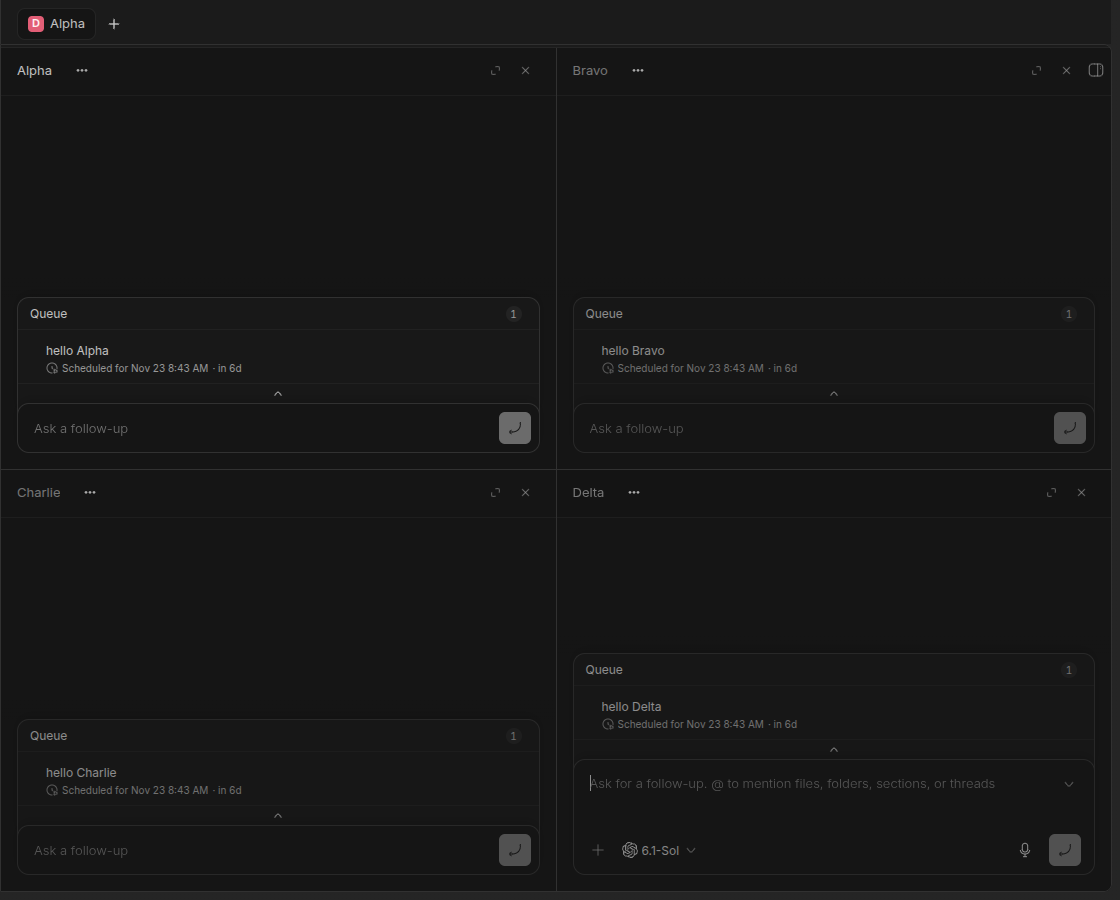 D Alpha
Alpha
Bravo
Queue 1
hello Alpha
Scheduled for Nov 23 8:43 AM · in 6d
Ask a follow-up
Queue 1
hello Bravo
Scheduled for Nov 23 8:43 AM · in 6d
Ask a follow-up
Charlie
Delta
Queue 1
hello Charlie
Scheduled for Nov 23 8:43 AM · in 6d
Ask a follow-up
Queue 1
hello Delta
Scheduled for Nov 23 8:43 AM · in 6d
Ask for a follow-up. @ to mention files, folders, sections, or threads
6.1-Sol